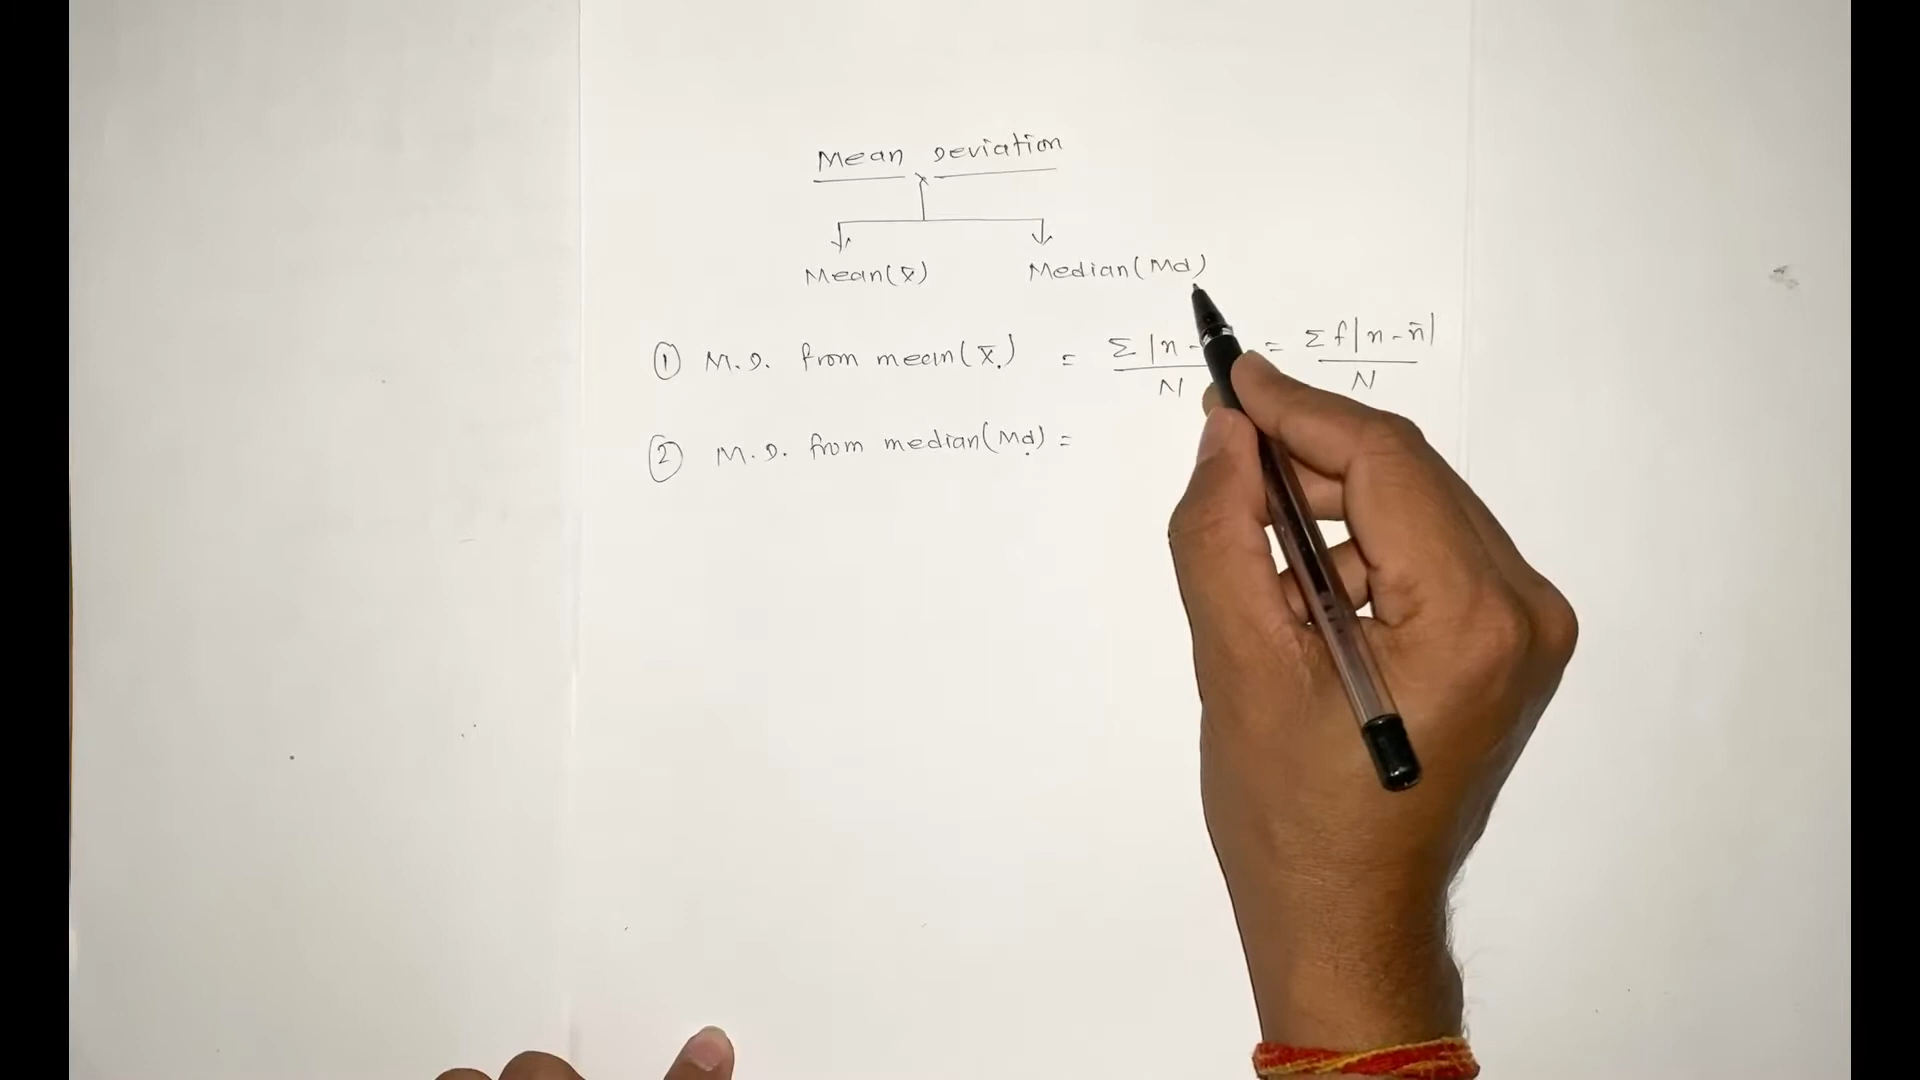 Mean Deviation
Mean(x̄) Median(Md)
① M.D. from mean(x̄) = Σ|x - / N = Σf|x-x̄| / N
② M.D. from median(Md) =